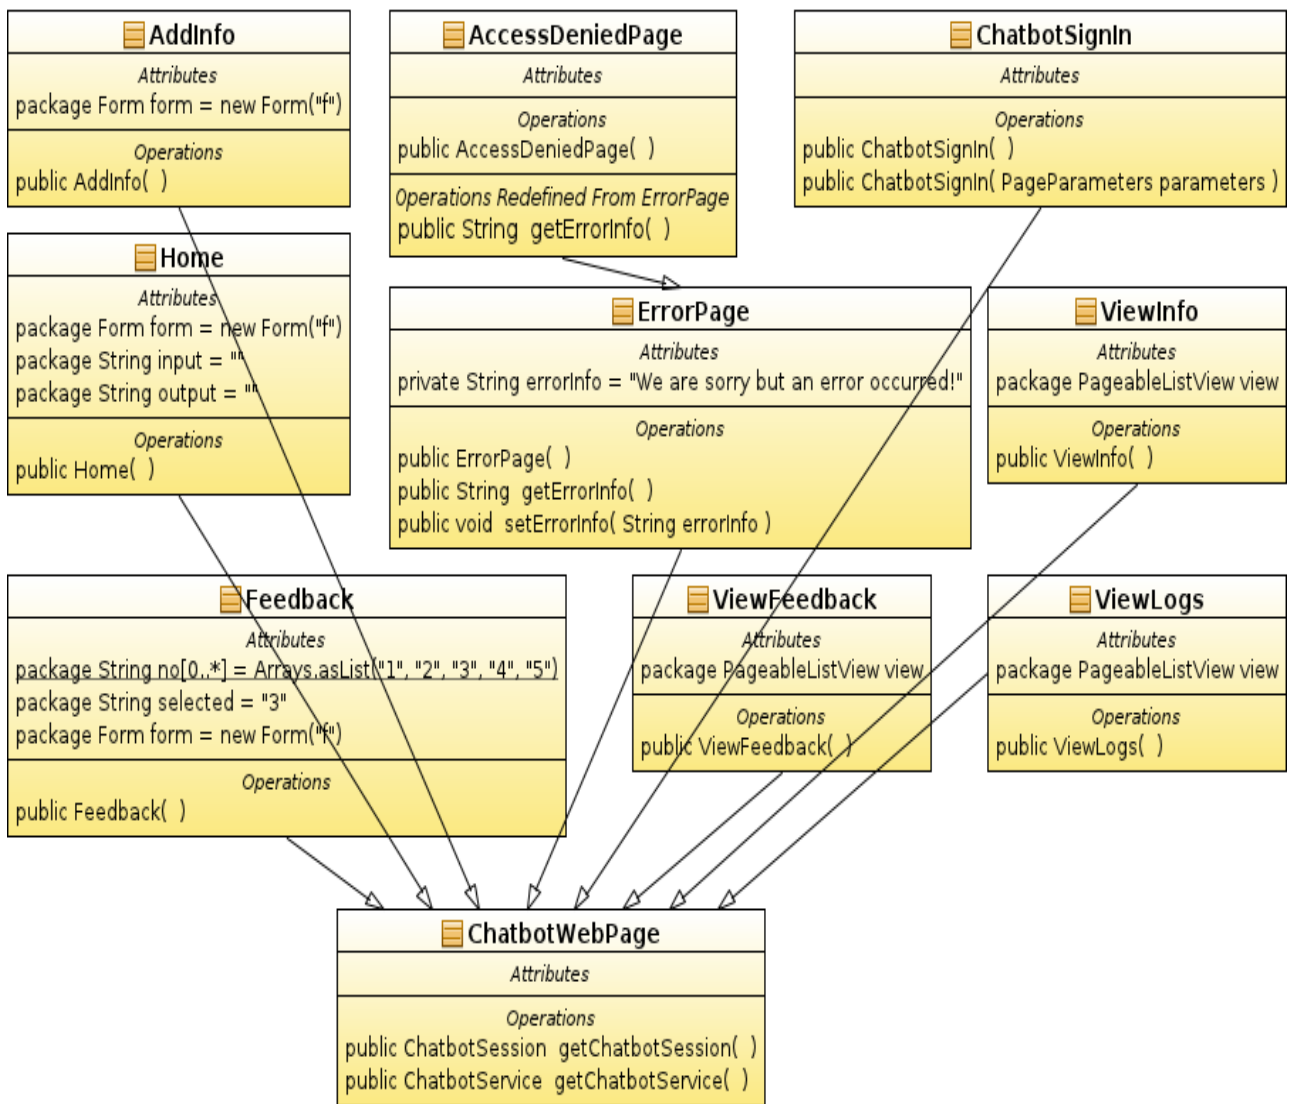 AddInfo
Attributes
package Form form = new Form("f")
Operations
public AddInfo(  )
AccessDeniedPage
Attributes
Operations
public AccessDeniedPage(  )
Operations Redefined From ErrorPage
public String  getErrorInfo(  )
ChatbotSignIn
Attributes
Operations
public ChatbotSignIn(  )
public ChatbotSignIn( PageParameters parameters )
Home
Attributes
package Form form = new Form("f")
package String input = ""
package String output = ""
Operations
public Home(  )
ErrorPage
Attributes
private String errorInfo = "We are sorry but an error occurred!"
Operations
public ErrorPage(  )
public String  getErrorInfo(  )
public void  setErrorInfo( String errorInfo )
ViewInfo
Attributes
package PageableListView view
Operations
public ViewInfo(  )
Feedback
Attributes
package String no[0..*] = Arrays.asList("1", "2", "3", "4", "5")
package String selected = "3"
package Form form = new Form("f")
Operations
public Feedback(  )
ViewFeedback
Attributes
package PageableListView view
Operations
public ViewFeedback(  )
ViewLogs
Attributes
package PageableListView view
Operations
public ViewLogs(  )
ChatbotWebPage
Attributes
Operations
public ChatbotSession  getChatbotSession(  )
public ChatbotService  getChatbotService(  )